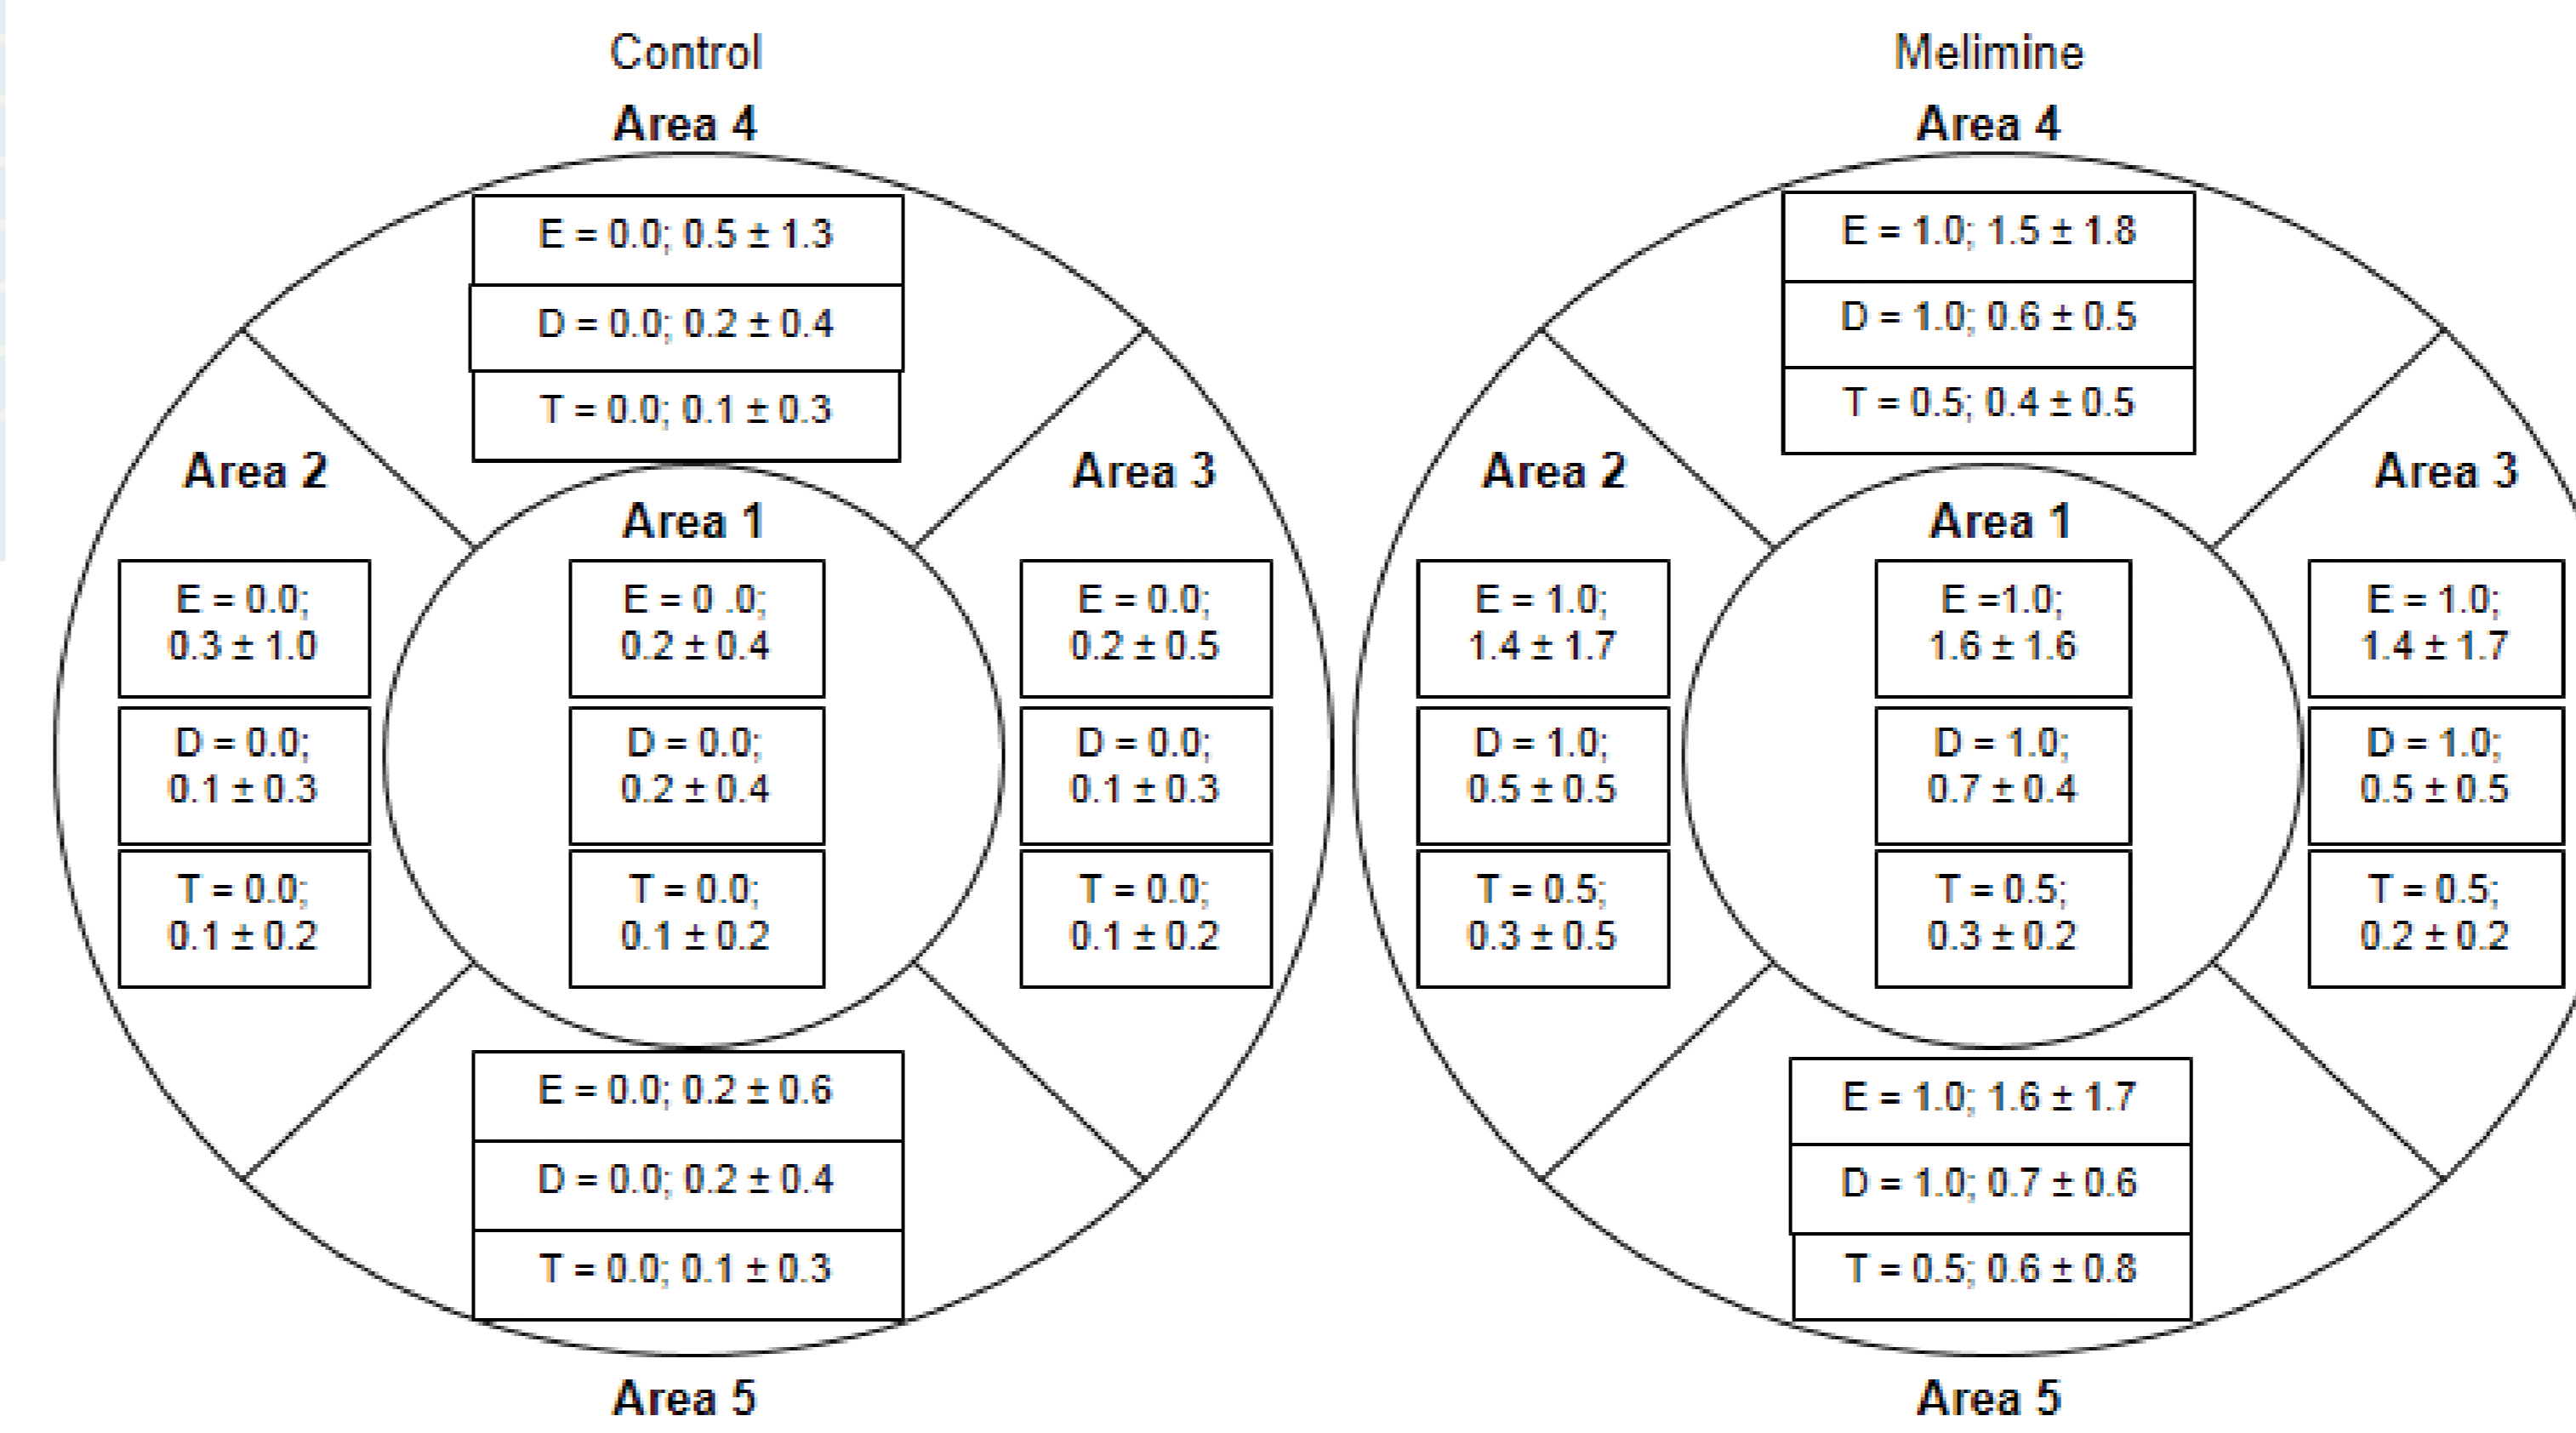 Control
Area 4
E = 0.0; 0.5 ± 1.3
D = 0.0; 0.2 ± 0.4
T = 0.0; 0.1 ± 0.3
Area 2
E = 0.0;
0.3 ± 1.0
D = 0.0;
0.1 ± 0.3
T = 0.0;
0.1 ± 0.2
Area 1
E = 0 .0;
0.2 ± 0.4
D = 0.0;
0.2 ± 0.4
T = 0.0;
0.1 ± 0.2
Area 3
E = 0.0;
0.2 ± 0.5
D = 0.0;
0.1 ± 0.3
T = 0.0;
0.1 ± 0.2
E = 0.0; 0.2 ± 0.6
D = 0.0; 0.2 ± 0.4
T = 0.0; 0.1 ± 0.3
Area 5
Melimine
Area 4
E = 1.0; 1.5 ± 1.8
D = 1.0; 0.6 ± 0.5
T = 0.5; 0.4 ± 0.5
Area 2
E = 1.0;
1.4 ± 1.7
D = 1.0;
0.5 ± 0.5
T = 0.5;
0.3 ± 0.5
Area 1
E =1.0;
1.6 ± 1.6
D = 1.0;
0.7 ± 0.4
T = 0.5;
0.3 ± 0.2
Area 3
E = 1.0;
1.4 ± 1.7
D = 1.0;
0.5 ± 0.5
T = 0.5;
0.2 ± 0.2
E = 1.0; 1.6 ± 1.7
D = 1.0; 0.7 ± 0.6
T = 0.5; 0.6 ± 0.8
Area 5